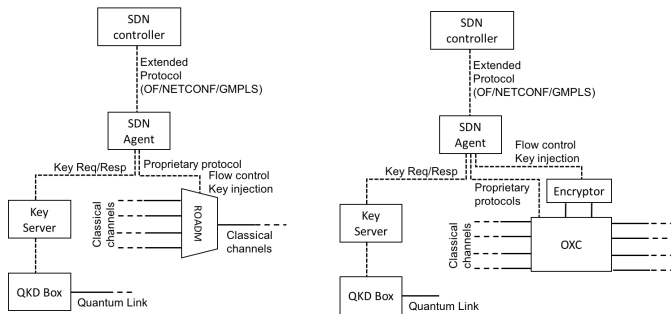 SDN
controller
Extended
Protocol
(OF/NETCONF/GMPLS)
SDN
Agent
Key Req/Resp
Proprietary protocol
Flow control
Key injection
Key
Server
Classical
channels
ROADM
Classical
channels
QKD Box
Quantum Link
SDN
controller
Extended
Protocol
(OF/NETCONF/GMPLS)
SDN
Agent
Flow control
Key injection
Key Req/Resp
Proprietary
protocols
Encryptor
Key
Server
Classical
channels
OXC
QKD Box
Quantum Link